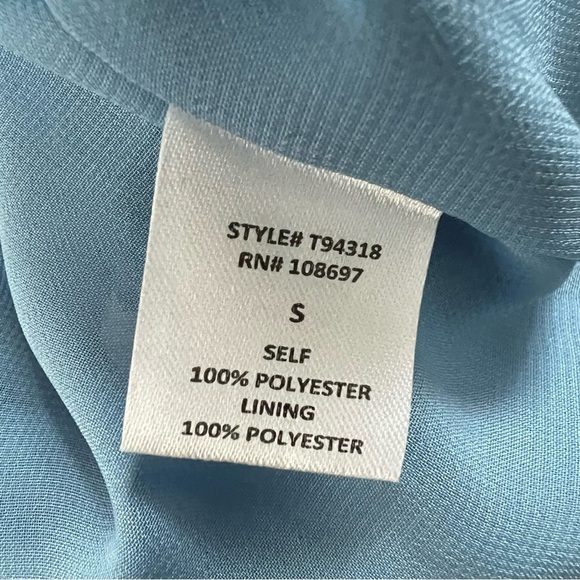 STYLE# T94318
RN# 108697
S
SELF
100% POLYESTER
LINING
100% POLYESTER